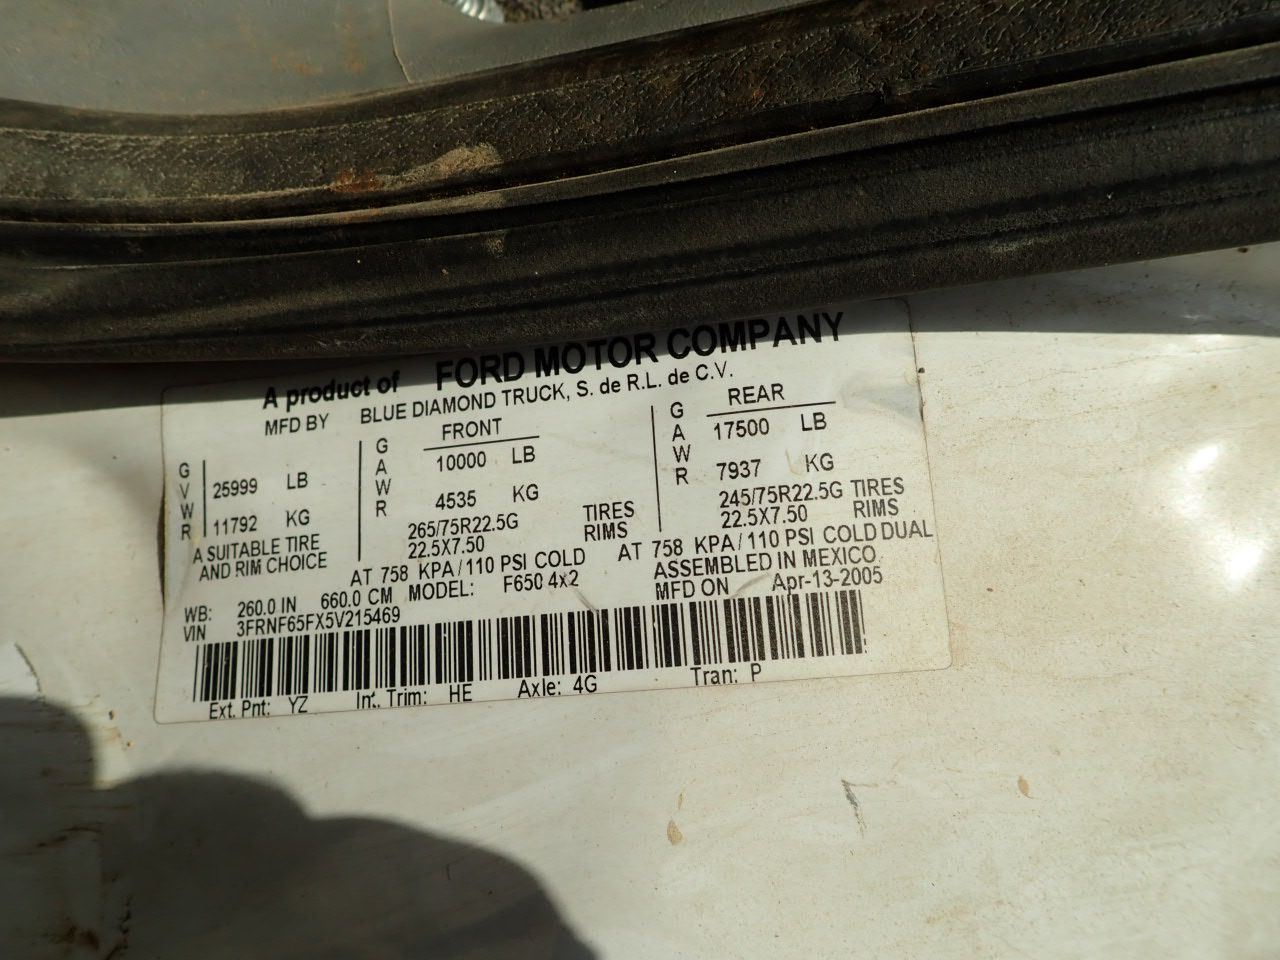 A product of FORD MOTOR COMPANY
MFD BY BLUE DIAMOND TRUCK, S. de R.L. de C.V.
GVWR
25999 LB
11792 KG
A SUITABLE TIRE
AND RIM CHOICE
GAWR
FRONT
10000 LB
4535 KG
265/75R22.5G TIRES
22.5X7.50 RIMS
AT 758 KPA/110 PSI COLD
GAWR
REAR
17500 LB
7937 KG
245/75R22.5G TIRES
22.5X7.50 RIMS
AT 758 KPA/110 PSI COLD DUAL
ASSEMBLED IN MEXICO
WB: 260.0 IN 660.0 CM MODEL: F650 4x2 MFD ON Apr-13-2005
VIN 3FRNF65FX5V215469
Ext. Pnt: YZ Int. Trim: HE Axle: 4G Tran: P